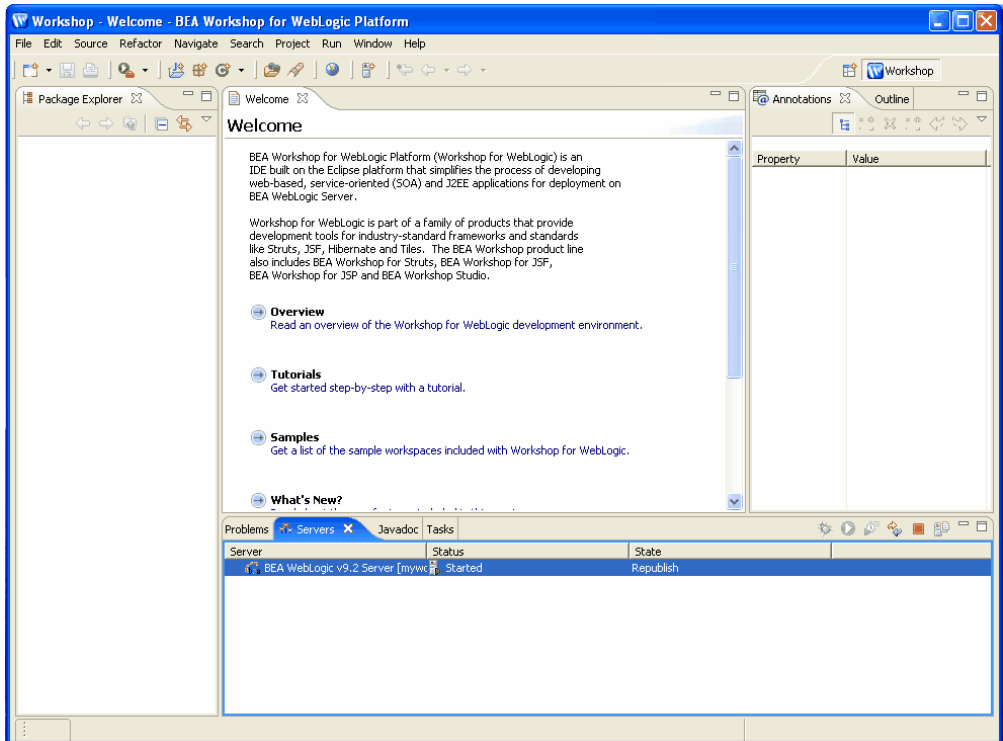 Workshop - Welcome - BEA Workshop for WebLogic Platform
File Edit Source Refactor Navigate Search Project Run Window Help
Workshop
Package Explorer
Welcome
Annotations Outline
Welcome
Property Value
BEA Workshop for WebLogic Platform (Workshop for WebLogic) is an
IDE built on the Eclipse platform that simplifies the process of developing
web-based, service-oriented (SOA) and J2EE applications for deployment on
BEA WebLogic Server.
Workshop for WebLogic is part of a family of products that provide
development tools for industry-standard frameworks and standards
like Struts, JSF, Hibernate and Tiles. The BEA Workshop product line
also includes BEA Workshop for Struts, BEA Workshop for JSF,
BEA Workshop for JSP and BEA Workshop Studio.
Overview
Read an overview of the Workshop for WebLogic development environment.
Tutorials
Get started step-by-step with a tutorial.
Samples
Get a list of the sample workspaces included with Workshop for WebLogic.
What's New?
Problems Servers Javadoc Tasks
Server Status State
BEA WebLogic v9.2 Server [mywo Started Republish